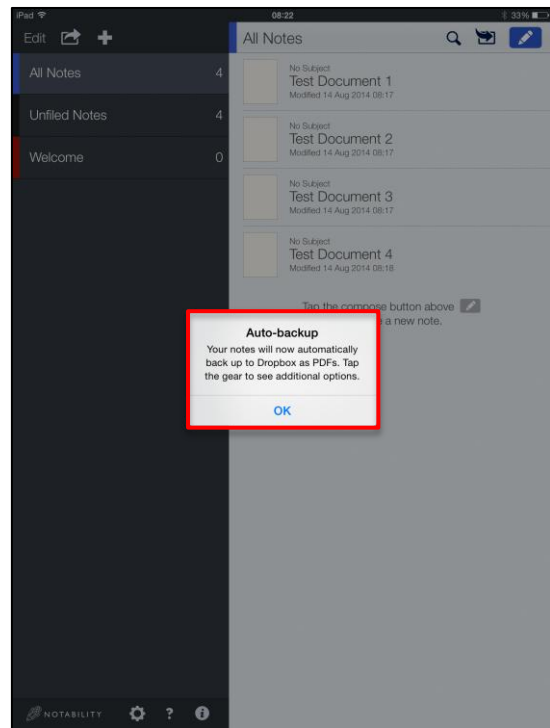 iPad 08:22 33%
Edit
All Notes 4
Unfiled Notes 4
Welcome 0
All Notes
No Subject
Test Document 1
Modified 14 Aug 2014 08:17
No Subject
Test Document 2
Modified 14 Aug 2014 08:17
No Subject
Test Document 3
Modified 14 Aug 2014 08:17
No Subject
Test Document 4
Modified 14 Aug 2014 08:18
Tap the compose button above
a new note.
Auto-backup
Your notes will now automatically
back up to Dropbox as PDFs. Tap
the gear to see additional options.
OK
NOTABILITY ?